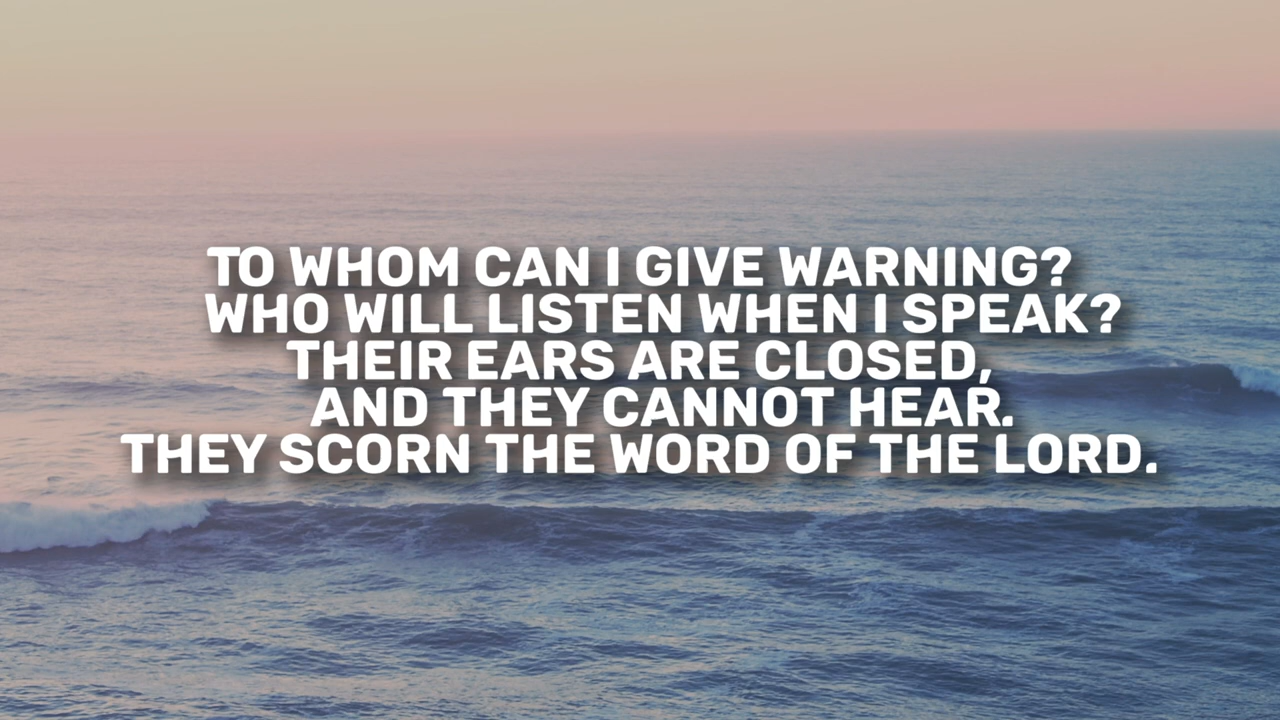 TO WHOM CAN I GIVE WARNING?
WHO WILL LISTEN WHEN I SPEAK?
THEIR EARS ARE CLOSED,
AND THEY CANNOT HEAR.
THEY SCORN THE WORD OF THE LORD.